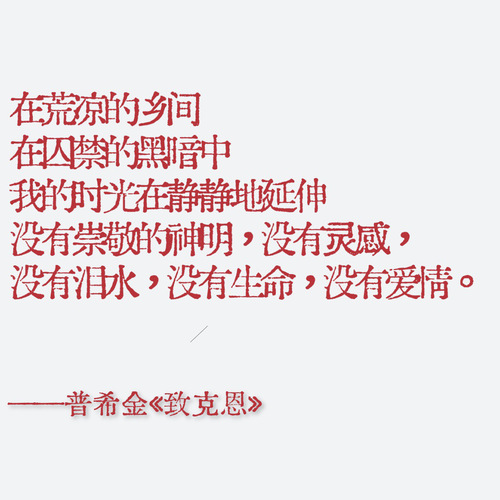 在荒凉的乡间
在囚禁的黑暗中
我的时光在静静地延伸
没有崇敬的神明，没有灵感，
没有泪水，没有生命，没有爱情。
——普希金《致克恩》